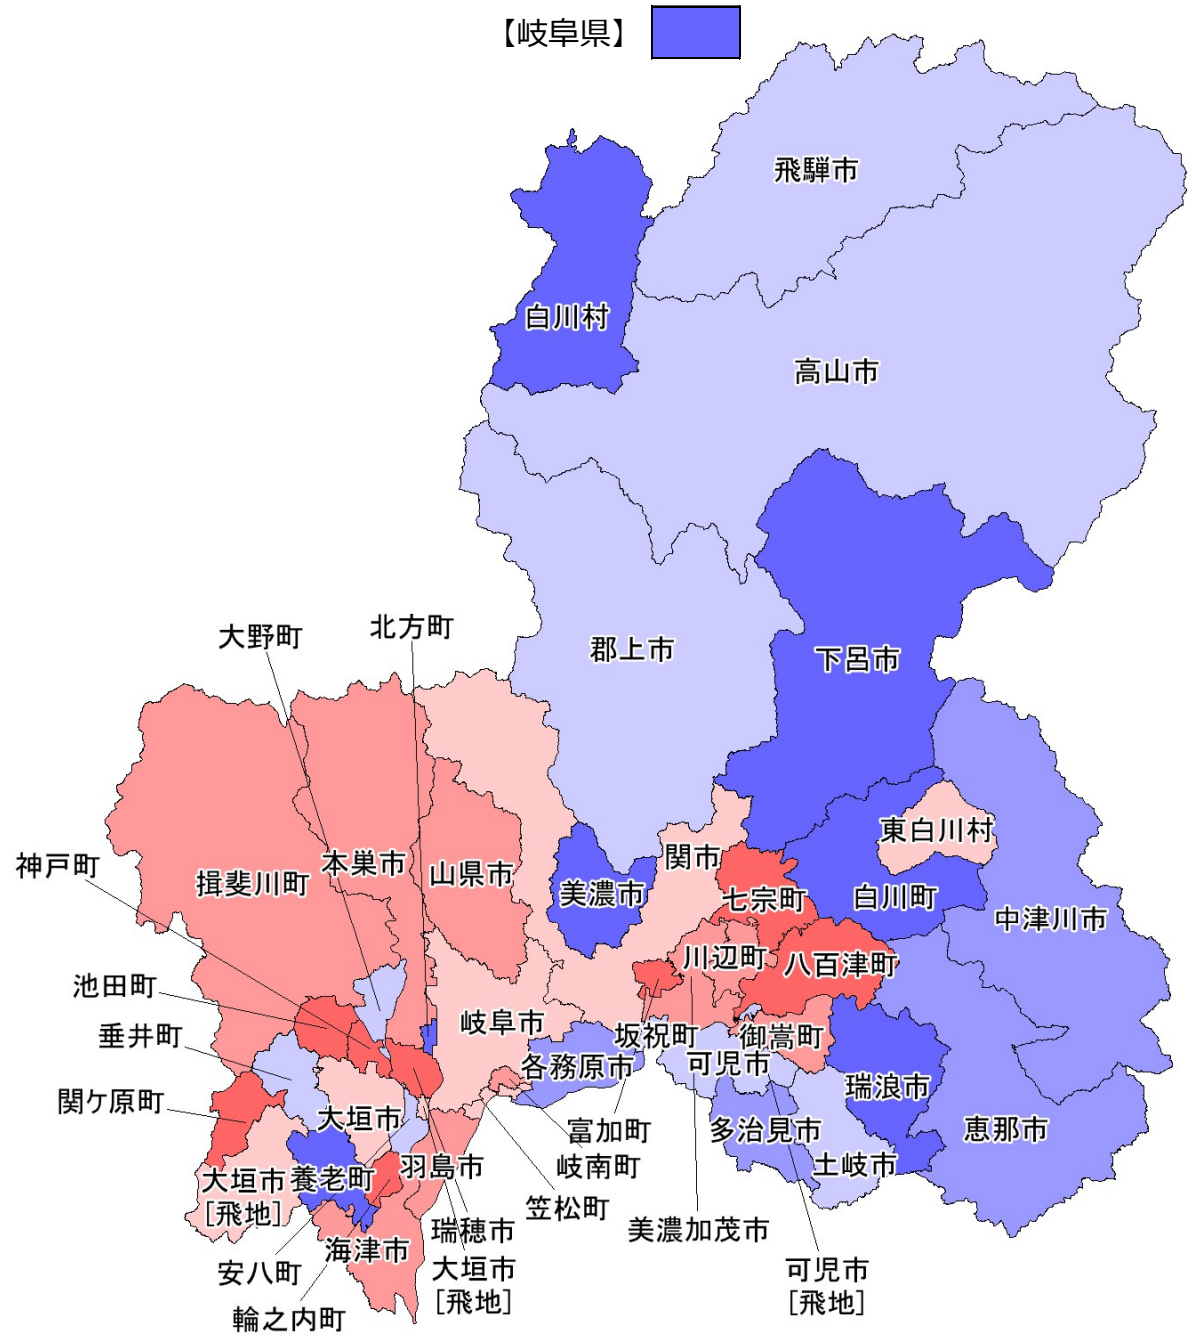 【岐阜県】
飛騨市
白川村
高山市
北方町
大野町
郡上市
下呂市
東白川村
神戸町
本巣市
揖斐川町
山県市
関市
美濃市
七宗町
白川町
中津川市
川辺町
八百津町
池田町
垂井町
岐阜市
坂祝町
御嵩町
各務原市
可児市
瑞浪市
関ケ原町
大垣市
富加町
多治見市
恵那市
岐南町
土岐市
羽島市
大垣市
[飛地]
養老町
笠松町
瑞穂市
美濃加茂市
海津市
安八町
大垣市
[飛地]
可児市
[飛地]
輪之内町